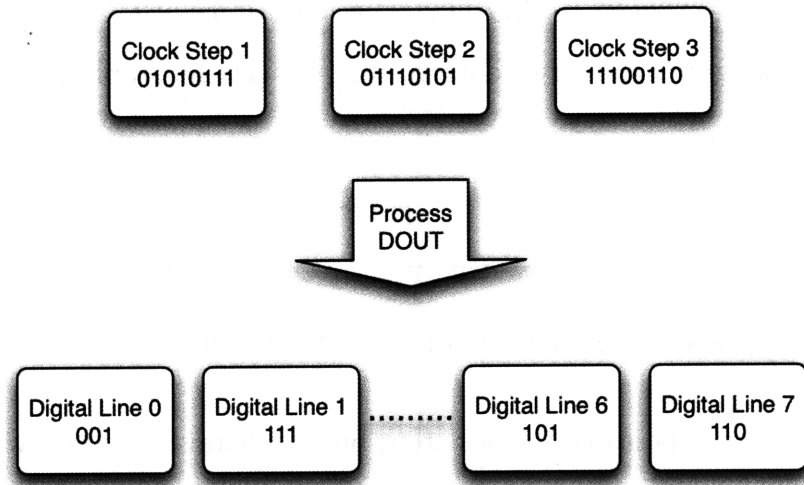 Clock Step 1
01010111
Clock Step 2
01110101
Clock Step 3
11100110
Process
DOUT
Digital Line 0
001
Digital Line 1
111
Digital Line 6
101
Digital Line 7
110